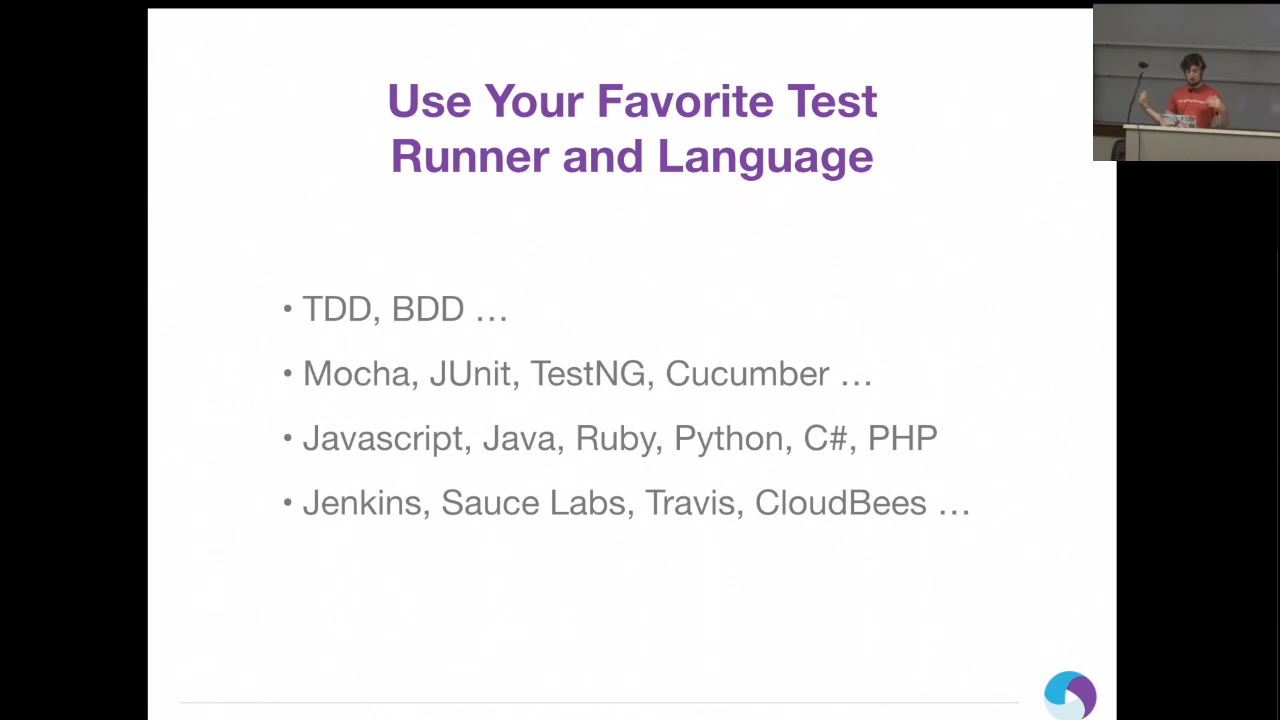 Use Your Favorite Test
Runner and Language
• TDD, BDD …
• Mocha, JUnit, TestNG, Cucumber …
• Javascript, Java, Ruby, Python, C#, PHP
• Jenkins, Sauce Labs, Travis, CloudBees …